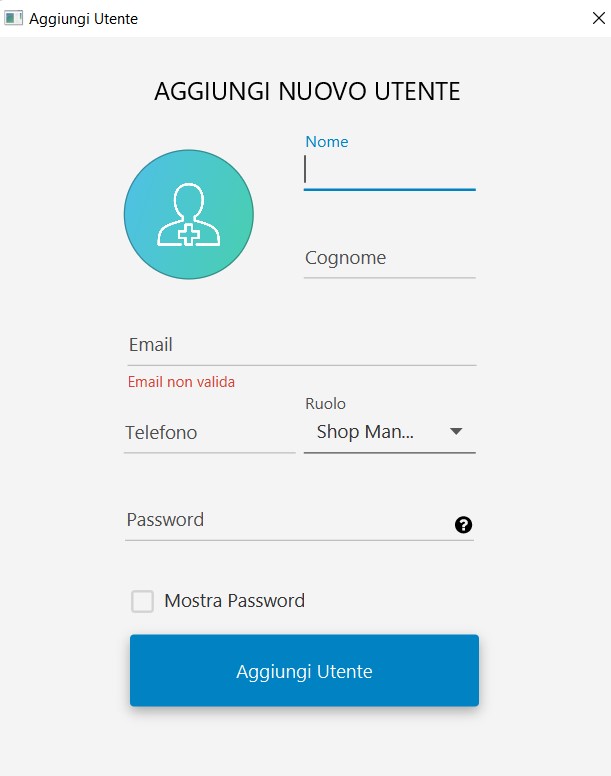 Aggiungi Utente
AGGIUNGI NUOVO UTENTE
Nome
Cognome
Email
Email non valida
Telefono
Ruolo
Shop Man...
Password
?
Mostra Password
Aggiungi Utente